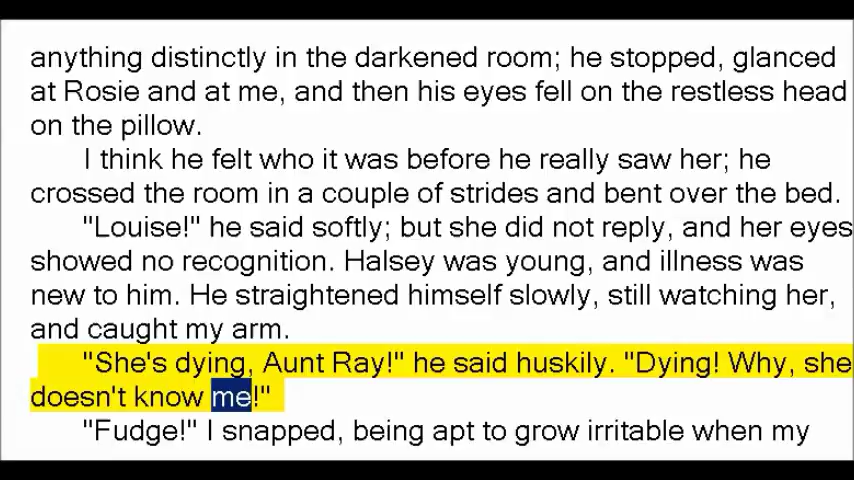 anything distinctly in the darkened room; he stopped, glanced
at Rosie and at me, and then his eyes fell on the restless head
on the pillow.
I think he felt who it was before he really saw her; he
crossed the room in a couple of strides and bent over the bed.
"Louise!" he said softly; but she did not reply, and her eyes
showed no recognition. Halsey was young, and illness was
new to him. He straightened himself slowly, still watching her,
and caught my arm.
"She's dying, Aunt Ray!" he said huskily. "Dying! Why, she
doesn't know me!"
"Fudge!" I snapped, being apt to grow irritable when my